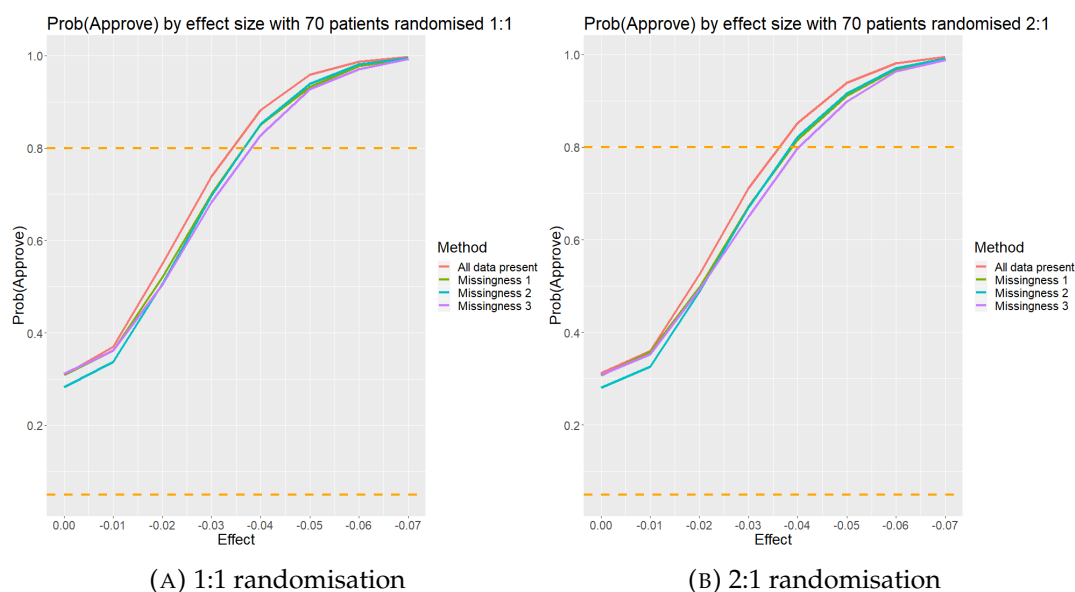 Prob(Approve) by effect size with 70 patients randomised 1:1
1.0
0.8
0.6
0.4
0.2
Prob(Approve)
0.00 -0.01 -0.02 -0.03 -0.04 -0.05 -0.06 -0.07
Effect
Method
All data present
Missingness 1
Missingness 2
Missingness 3
(A) 1:1 randomisation
Prob(Approve) by effect size with 70 patients randomised 2:1
1.0
0.8
0.6
0.4
0.2
Prob(Approve)
0.00 -0.01 -0.02 -0.03 -0.04 -0.05 -0.06 -0.07
Effect
Method
All data present
Missingness 1
Missingness 2
Missingness 3
(B) 2:1 randomisation